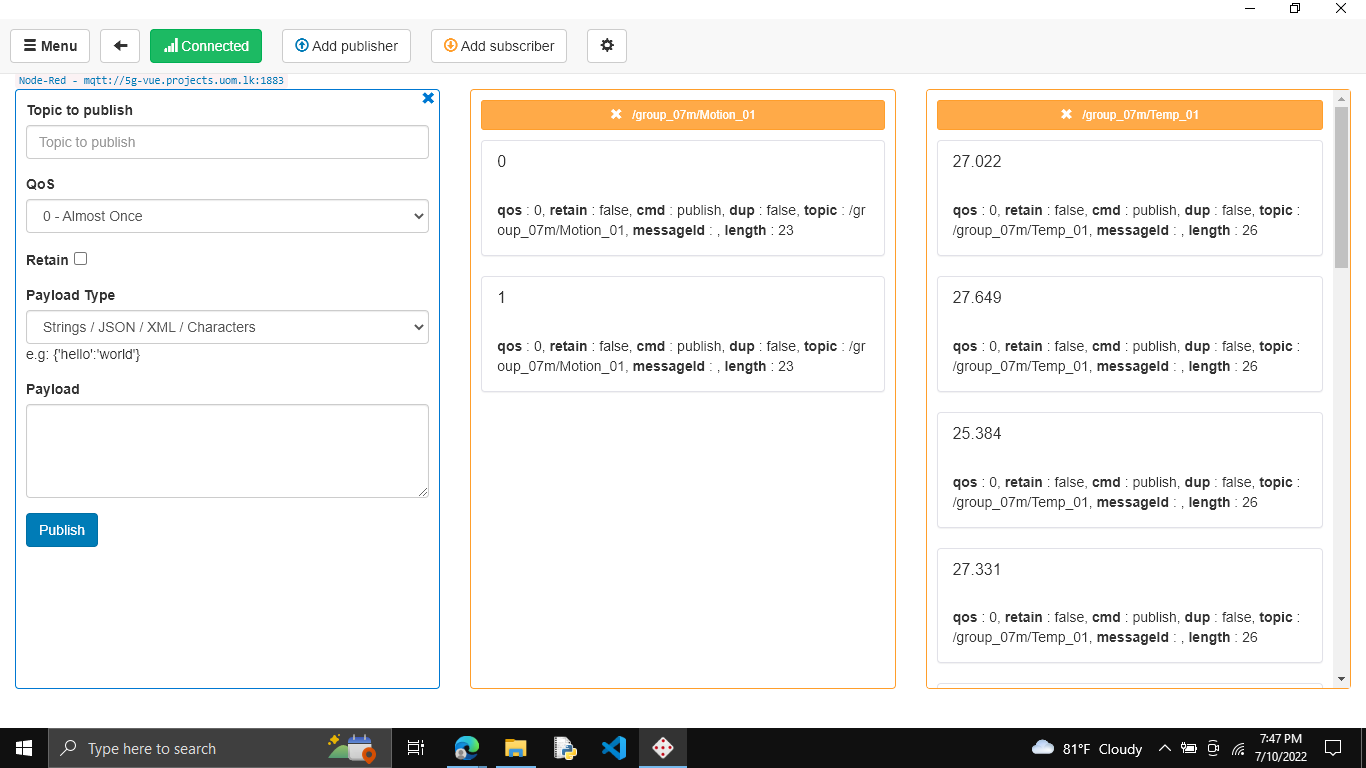 Menu
Connected
Add publisher
Add subscriber
Node-Red - mqtt://5g-vue.projects.uom.lk:1883
Topic to publish
Topic to publish
QoS
0 - Almost Once
Retain
Payload Type
Strings / JSON / XML / Characters
e.g: {'hello':'world'}
Payload
Publish
/group_07m/Motion_01
0
qos : 0, retain : false, cmd : publish, dup : false, topic : /gr
oup_07m/Motion_01, messageId : , length : 23
1
qos : 0, retain : false, cmd : publish, dup : false, topic : /gr
oup_07m/Motion_01, messageId : , length : 23
/group_07m/Temp_01
27.022
qos : 0, retain : false, cmd : publish, dup : false, topic :
/group_07m/Temp_01, messageId : , length : 26
27.649
qos : 0, retain : false, cmd : publish, dup : false, topic :
/group_07m/Temp_01, messageId : , length : 26
25.384
qos : 0, retain : false, cmd : publish, dup : false, topic :
/group_07m/Temp_01, messageId : , length : 26
27.331
qos : 0, retain : false, cmd : publish, dup : false, topic :
/group_07m/Temp_01, messageId : , length : 26
Type here to search
81°F Cloudy
7:47 PM
7/10/2022